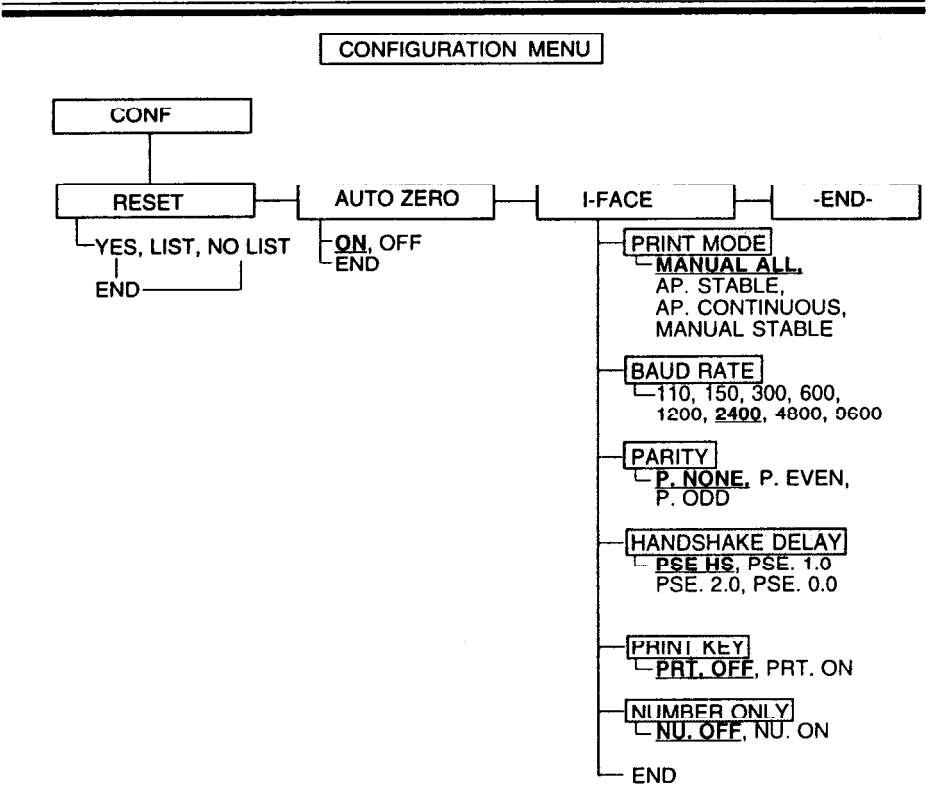 CONFIGURATION MENU
CONF
RESET
AUTO ZERO
I-FACE
-END-
YES, LIST, NO LIST
END
ON, OFF
END
PRINT MODE
MANUAL ALL,
AP. STABLE,
AP. CONTINUOUS,
MANUAL STABLE
BAUD RATE
110, 150, 300, 600,
1200, 2400, 4800, 9600
PARITY
P. NONE, P. EVEN,
P. ODD
HANDSHAKE DELAY
PSE HS, PSE. 1.0
PSE. 2.0, PSE. 0.0
PRINT KEY
PRT. OFF, PRT. ON
NUMBER ONLY
NU. OFF, NU. ON
END